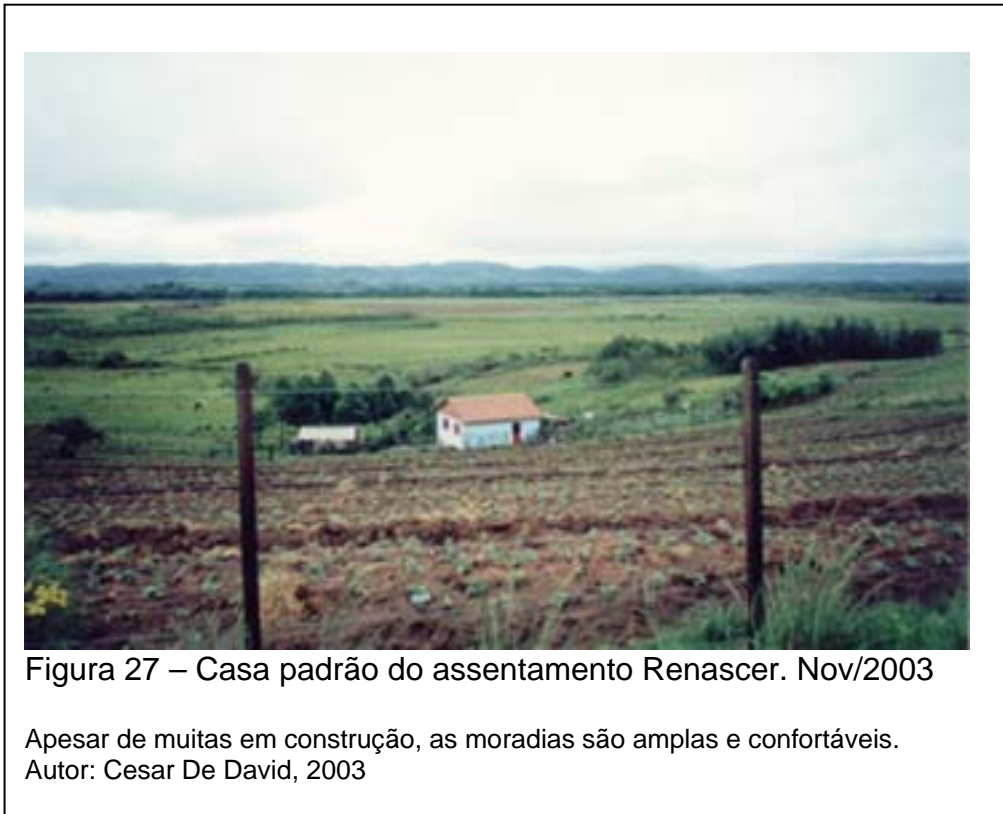 Figura 27 – Casa padrão do assentamento Renascer. Nov/2003
Apesar de muitas em construção, as moradias são amplas e confortáveis.
Autor: Cesar De David, 2003